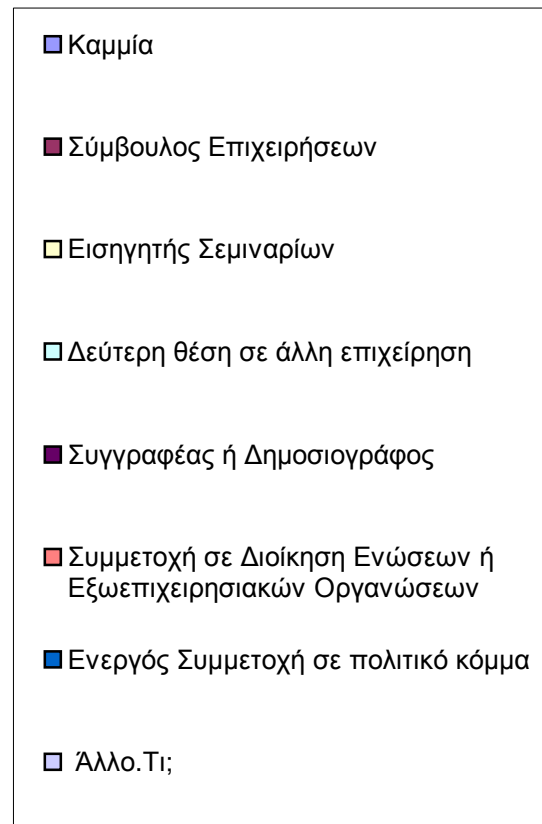 Καμμία
Σύμβουλος Επιχειρήσεων
Εισηγητής Σεμιναρίων
Δεύτερη θέση σε άλλη επιχείρηση
Συγγραφέας ή Δημοσιογράφος
Συμμετοχή σε Διοίκηση Ενώσεων ή
Εξωεπιχειρησιακών Οργανώσεων
Ενεργός Συμμετοχή σε πολιτικό κόμμα
Άλλο.Τι;